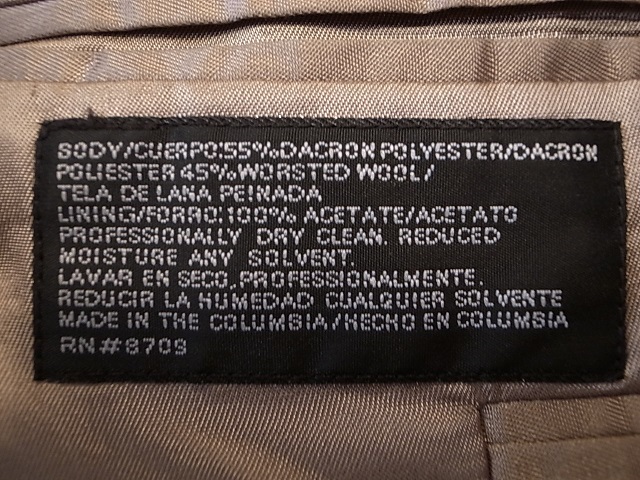 BODY/CUERPO:55% DACRON POLYESTER/DACRON
POLIESTER 45% WORSTED WOOL/
TELA DE LANA PEINADA
LINING/FORRO:100% ACETATE/ACETATO
PROFESSIONALLY DRY CLEAN. REDUCED
MOISTURE ANY SOLVENT.
LAVAR EN SECO, PROFESSIONALMENTE.
REDUCIR LA HUMEDAD CUALQUIER SOLVENTE
MADE IN THE COLUMBIA/HECHO EN COLUMBIA
RN#8709